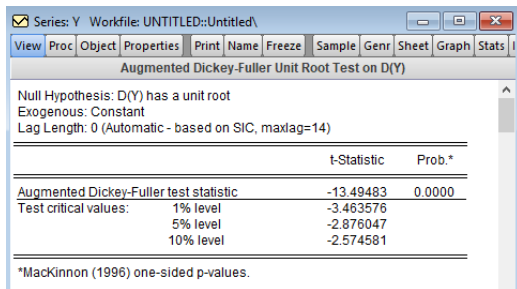 Series: Y Workfile: UNTITLED::Untitled\
View Proc Object Properties Print Name Freeze Sample Genr Sheet Graph Stats
Augmented Dickey-Fuller Unit Root Test on D(Y)
Null Hypothesis: D(Y) has a unit root
Exogenous: Constant
Lag Length: 0 (Automatic - based on SIC, maxlag=14)
t-Statistic Prob.*
Augmented Dickey-Fuller test statistic -13.49483 0.0000
Test critical values: 1% level -3.463576
5% level -2.876047
10% level -2.574581
*MacKinnon (1996) one-sided p-values.